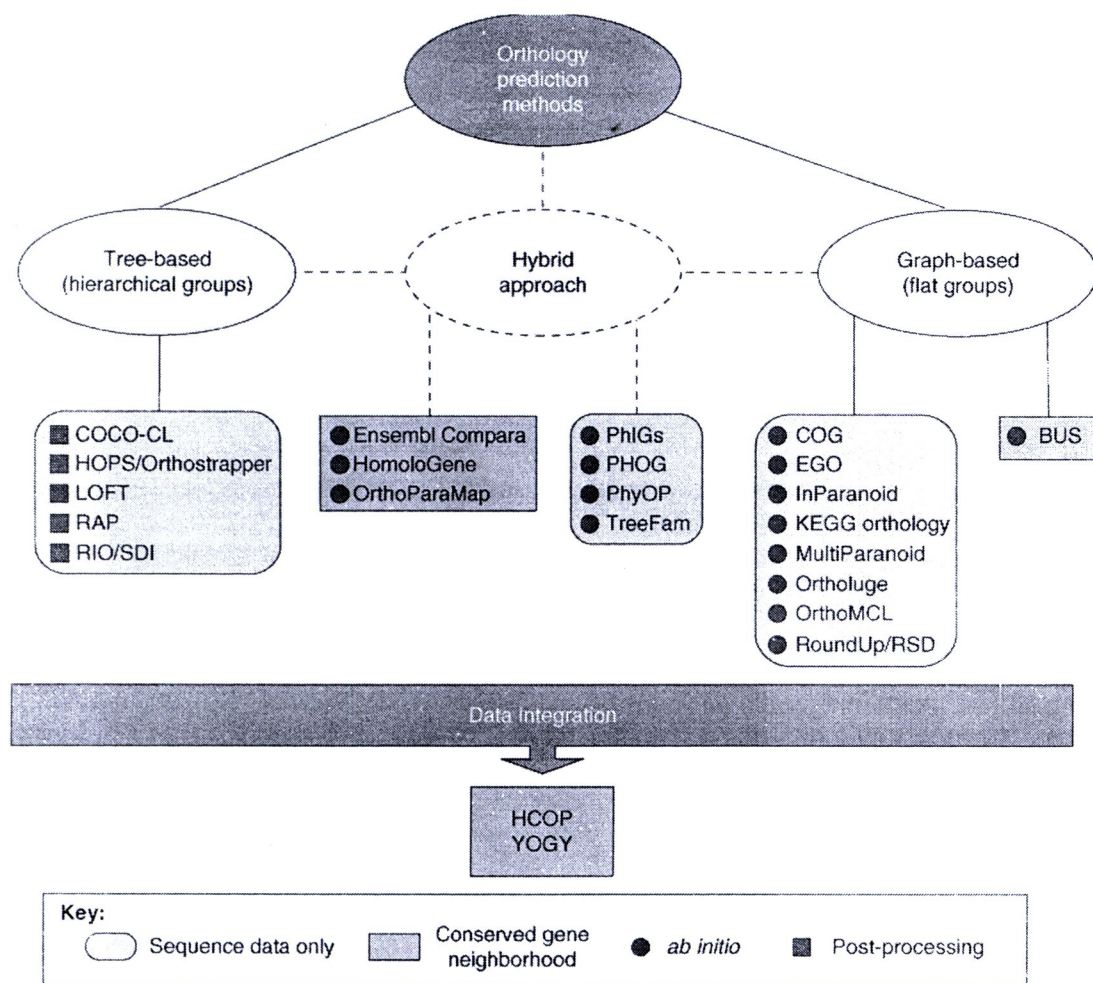 Orthology
prediction
methods
Tree-based
(hierarchical groups)
Hybrid
approach
Graph-based
(flat groups)
COCO-CL
HOPS/Orthostrapper
LOFT
RAP
RIO/SDI
Ensembl Compara
HomoloGene
OrthoParaMap
PhIGs
PHOG
PhyOP
TreeFam
COG
EGO
InParanoid
KEGG orthology
MultiParanoid
Ortholuge
OrthoMCL
RoundUp/RSD
BUS
Data Integration
HCOP
YOGY
Key:
Sequence data only
Conserved gene
neighborhood
ab initio
Post-processing